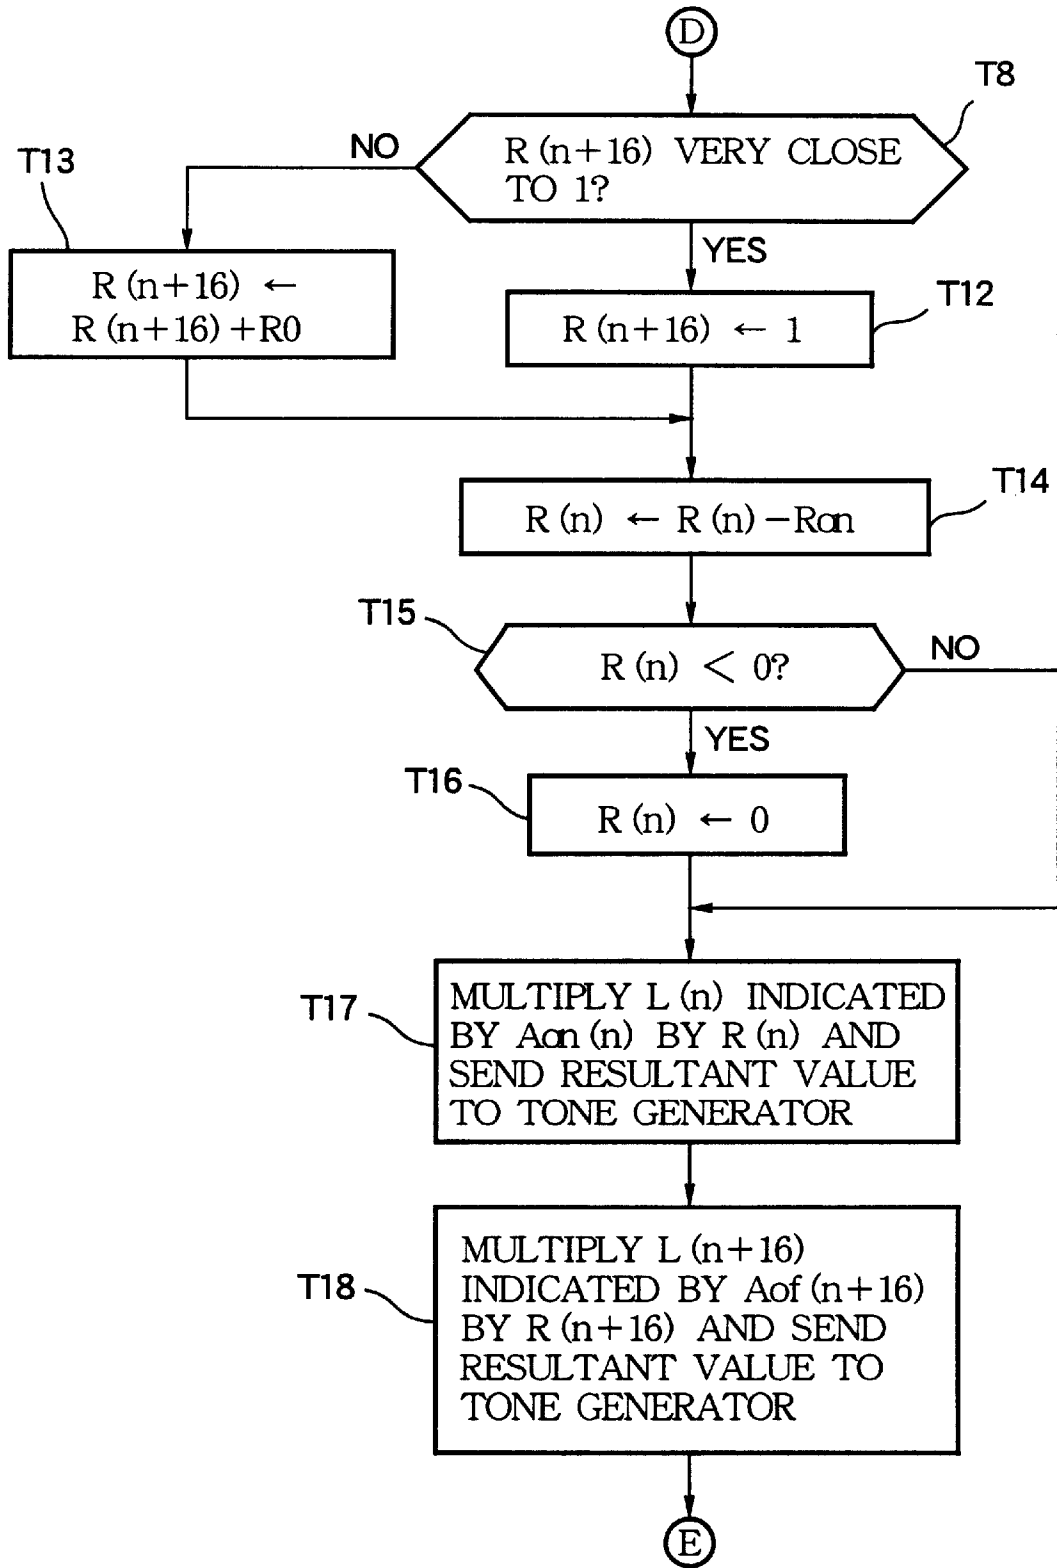 D
T8
R(n+16) VERY CLOSE
TO 1?
NO
T13
YES
R(n+16) ←
R(n+16)+R0
T12
R(n+16) ← 1
T14
R(n) ← R(n)-Ron
T15
R(n) < 0?
NO
YES
T16
R(n) ← 0
T17
MULTIPLY L(n) INDICATED
BY Aon(n) BY R(n) AND
SEND RESULTANT VALUE
TO TONE GENERATOR
T18
MULTIPLY L(n+16)
INDICATED BY Aof(n+16)
BY R(n+16) AND SEND
RESULTANT VALUE TO
TONE GENERATOR
E